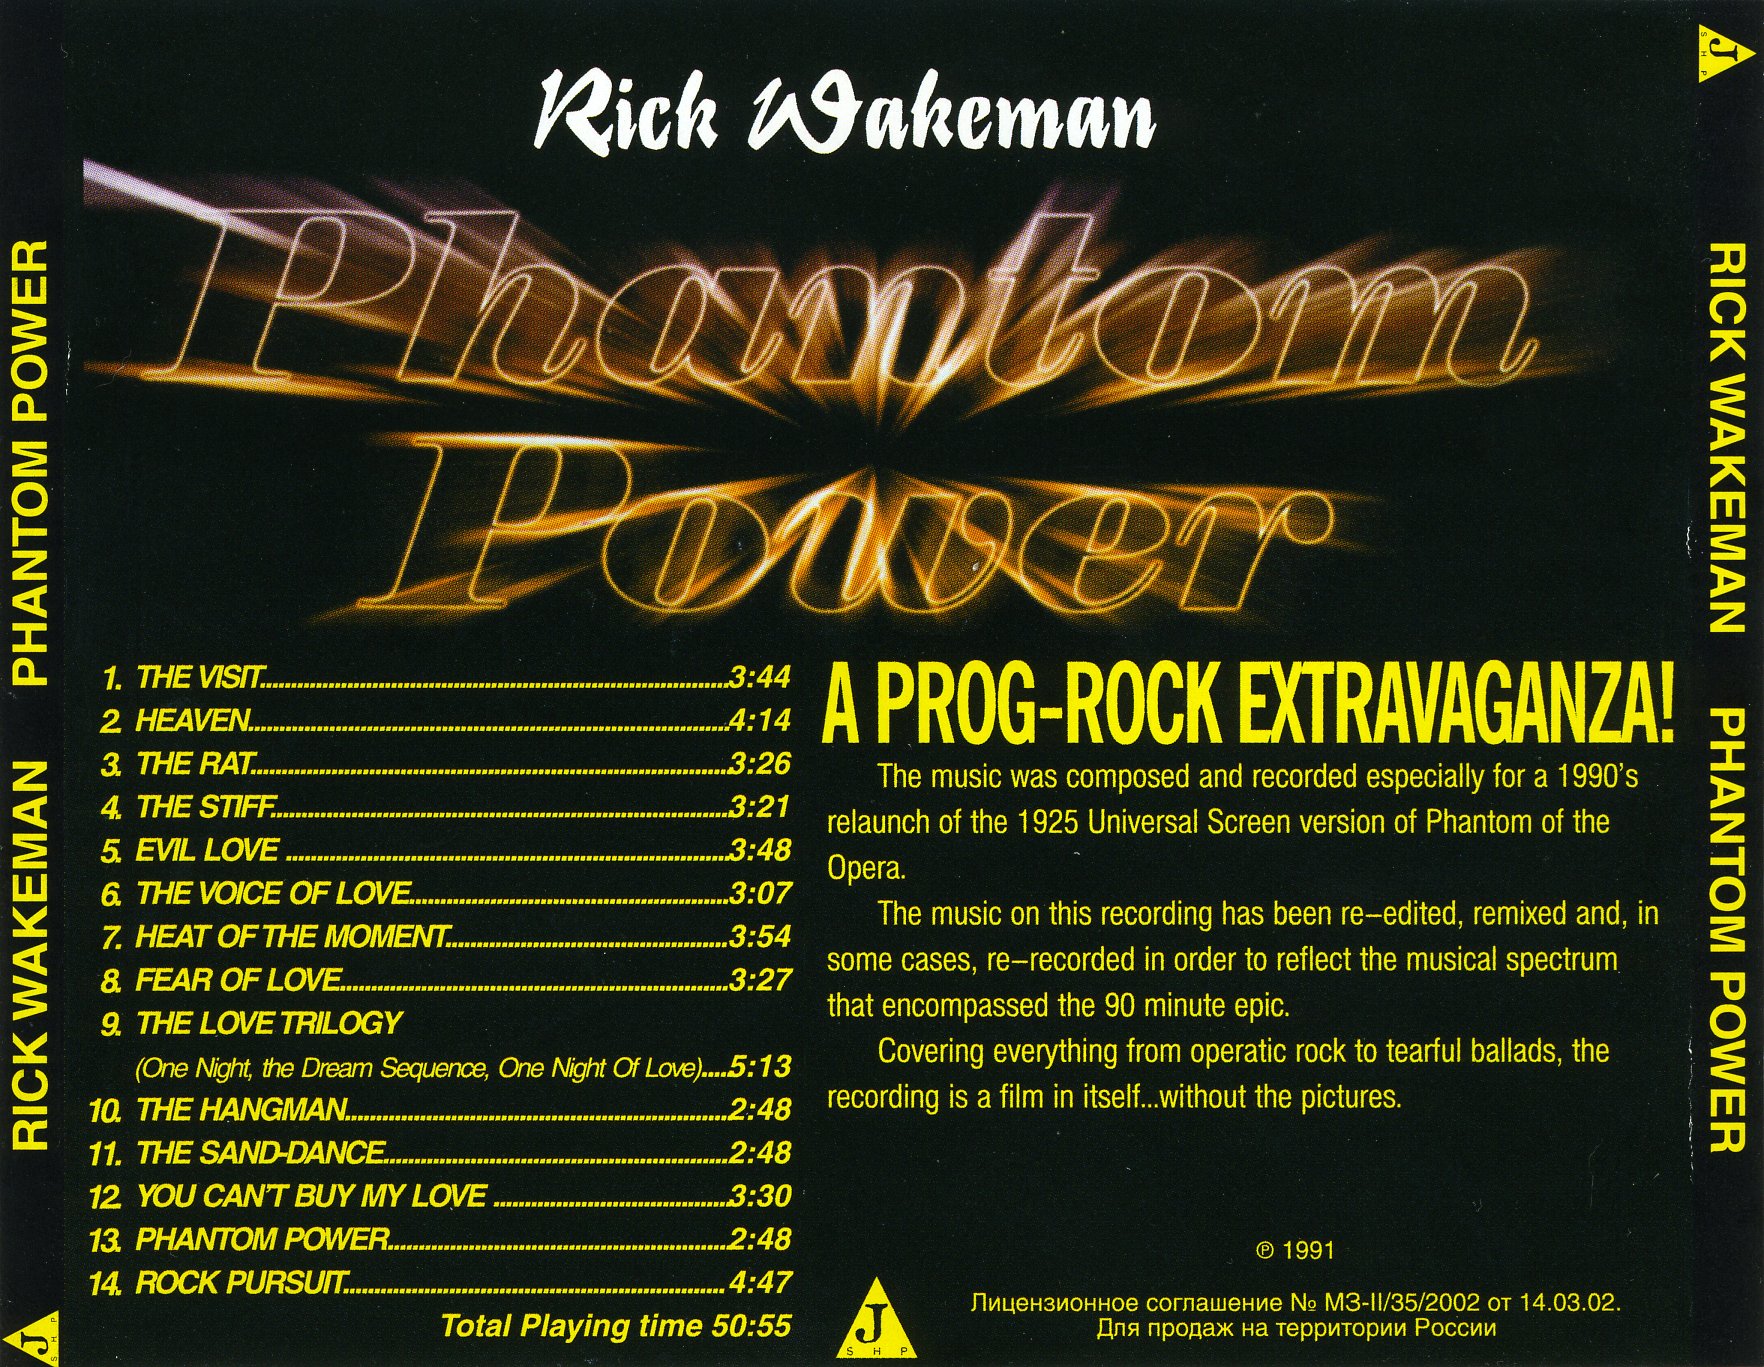 Rick Wakeman
Phantom
Power
1. THE VISIT 3:44
2. HEAVEN 4:14
3. THE RAT 3:26
4. THE STIFF 3:21
5. EVIL LOVE 3:48
6. THE VOICE OF LOVE 3:07
7. HEAT OF THE MOMENT 3:54
8. FEAR OF LOVE 3:27
9. THE LOVE TRILOGY
(One Night, the Dream Sequence, One Night Of Love) 5:13
10. THE HANGMAN 2:48
11. THE SAND-DANCE 2:48
12. YOU CAN'T BUY MY LOVE 3:30
13. PHANTOM POWER 2:48
14. ROCK PURSUIT 4:47
Total Playing time 50:55
A PROG-ROCK EXTRAVAGANZA!
The music was composed and recorded especially for a 1990's
relaunch of the 1925 Universal Screen version of Phantom of the
Opera.
The music on this recording has been re–edited, remixed and, in
some cases, re–recorded in order to reflect the musical spectrum
that encompassed the 90 minute epic.
Covering everything from operatic rock to tearful ballads, the
recording is a film in itself...without the pictures.
℗ 1991
Лицензионное соглашение № МЗ-II/35/2002 от 14.03.02.
Для продаж на территории России
J
S H P
RICK WAKEMAN PHANTOM POWER
J
S H P
RICK WAKEMAN PHANTOM POWER
J
S H P